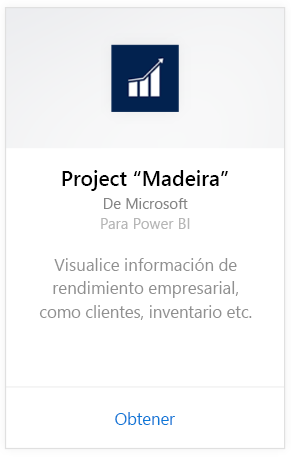 Project “Madeira”
De Microsoft
Para Power BI
Visualice información de
rendimiento empresarial,
como clientes, inventario etc.
Obtener